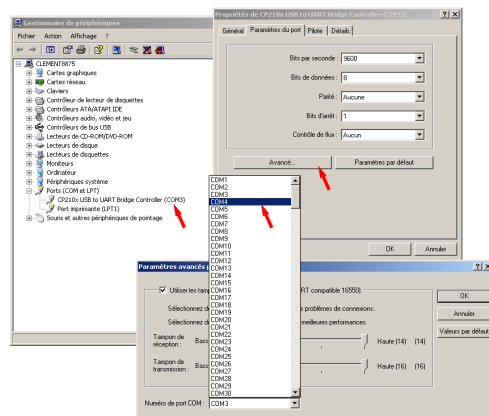 Gestionnaire de périphériques
Fichier Action Affichage ?
CLEMENT8875
Cartes graphiques
Cartes réseau
Claviers
Contrôleur de lecteur de disquettes
Contrôleurs ATA/ATAPI IDE
Contrôleurs audio, vidéo et jeu
Contrôleurs de bus USB
Lecteurs de CD-ROM/DVD-ROM
Lecteurs de disque
Lecteurs de disquettes
Moniteurs
Ordinateur
Périphériques système
Ports (COM et LPT)
CP210x USB to UART Bridge Controller (COM3)
Port imprimante (LPT1)
Souris et autres périphériques de pointage
Propriétés de CP210x USB to UART Bridge Controller (COM3)
Général Paramètres du port Pilote Détails
Bits par seconde : 9600
Bits de données : 8
Parité : Aucune
Bits d'arrêt : 1
Contrôle de flux : Aucun
Avancé... Paramètres par défaut
OK Annuler
COM1
COM2
COM3
COM4
COM5
COM6
COM7
COM8
COM9
COM10
COM11
COM12
COM13
COM14
COM15
COM16
COM17
COM18
COM19
COM20
COM21
COM22
COM23
COM24
COM25
COM26
COM27
COM28
COM29
COM30
Paramètres avancés
Utiliser les RT compatible 16550)
Sélectionnez problèmes de connexions.
Sélectionnez meilleures performances.
Tampon de réception : Bass Haute (14) (14)
Tampon de transmission : Bass Haute (16) (16)
Numéro de port COM : COM3
OK
Annuler
Valeurs par défaut